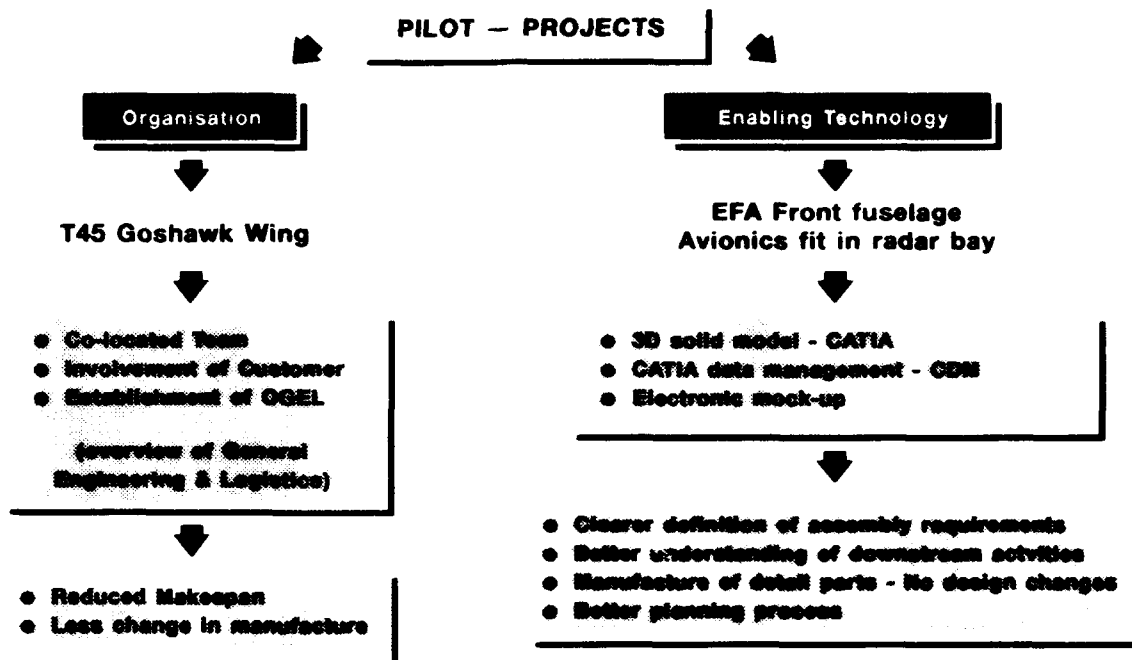 PILOT — PROJECTS
Organisation
T45 Goshawk Wing
• Co-located Team
• Involvement of Customer
• Establishment of OGEL
(overview of General
Engineering & Logistics)
• Reduced Makespan
• Less change in manufacture
Enabling Technology
EFA Front fuselage
Avionics fit in radar bay
• 3D solid model - CATIA
• CATIA data management - CDM
• Electronic mock-up
• Clearer definition of assembly requirements
• Better understanding of downstream actvities
• Manufacture of detail parts - No design changes
• Better planning process